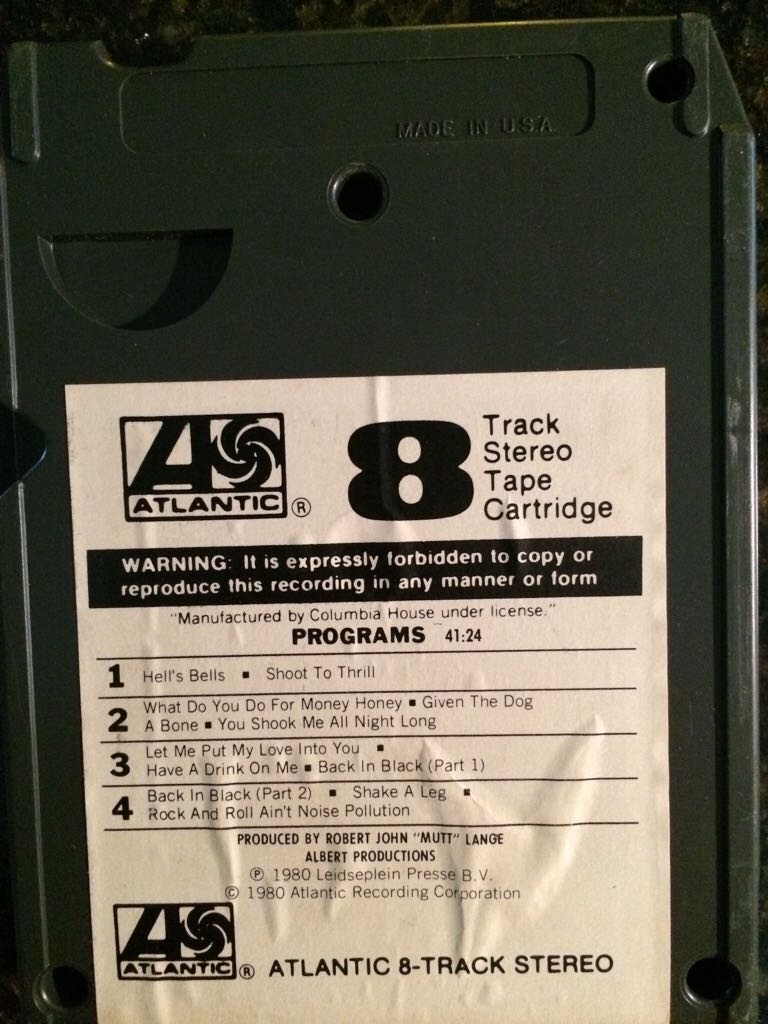 MADE IN U.S.A
ATLANTIC ®
8 Track
Stereo
Tape
Cartridge
WARNING: It is expressly forbidden to copy or
reproduce this recording in any manner or form
"Manufactured by Columbia House under license."
PROGRAMS 41:24
1 Hell's Bells ▪ Shoot To Thrill
2 What Do You Do For Money Honey ▪ Given The Dog
A Bone ▪ You Shook Me All Night Long
3 Let Me Put My Love Into You ▪
Have A Drink On Me ▪ Back In Black (Part 1)
4 Back In Black (Part 2) ▪ Shake A Leg ▪
Rock And Roll Ain't Noise Pollution
PRODUCED BY ROBERT JOHN "MUTT" LANGE
ALBERT PRODUCTIONS
℗ 1980 Leidseplein Presse B.V.
© 1980 Atlantic Recording Corporation
ATLANTIC ® ATLANTIC 8-TRACK STEREO